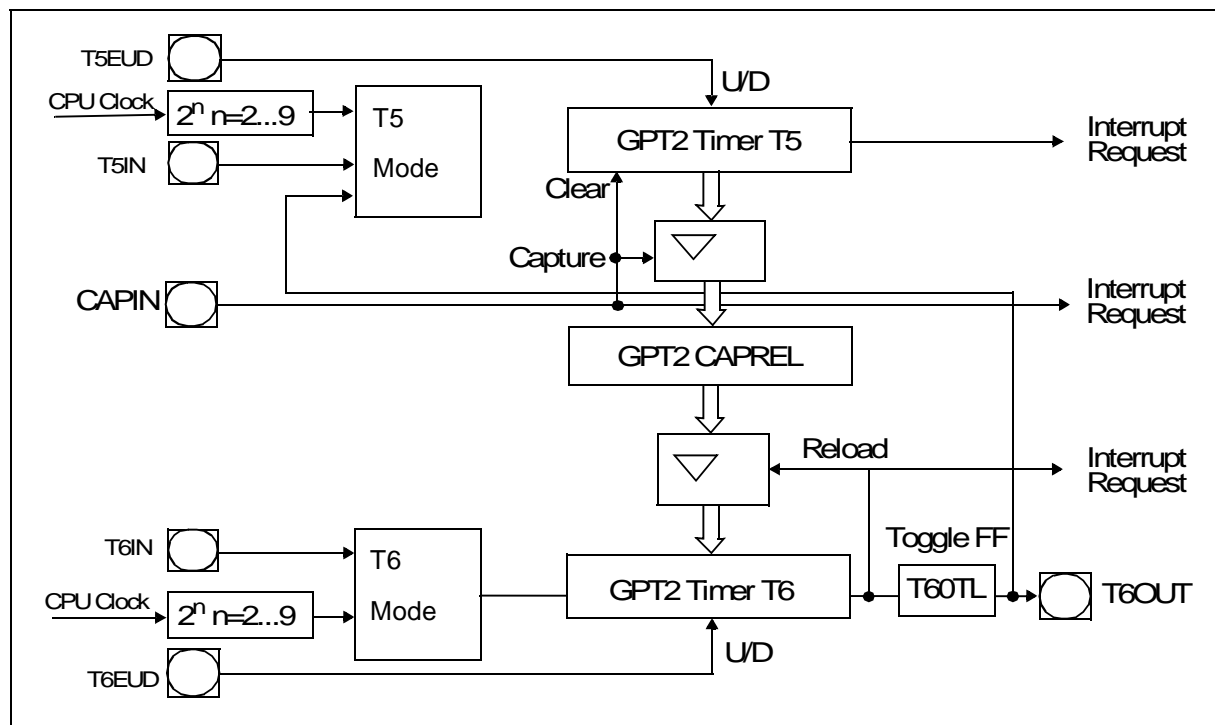 T5EUD
U/D
CPU Clock
2ⁿ n=2...9
T5
Mode
GPT2 Timer T5
Interrupt
Request
T5IN
Clear
Capture
CAPIN
Interrupt
Request
GPT2 CAPREL
Reload
Interrupt
Request
T6IN
T6
Mode
Toggle FF
GPT2 Timer T6
T60TL
T6OUT
CPU Clock
2ⁿ n=2...9
U/D
T6EUD